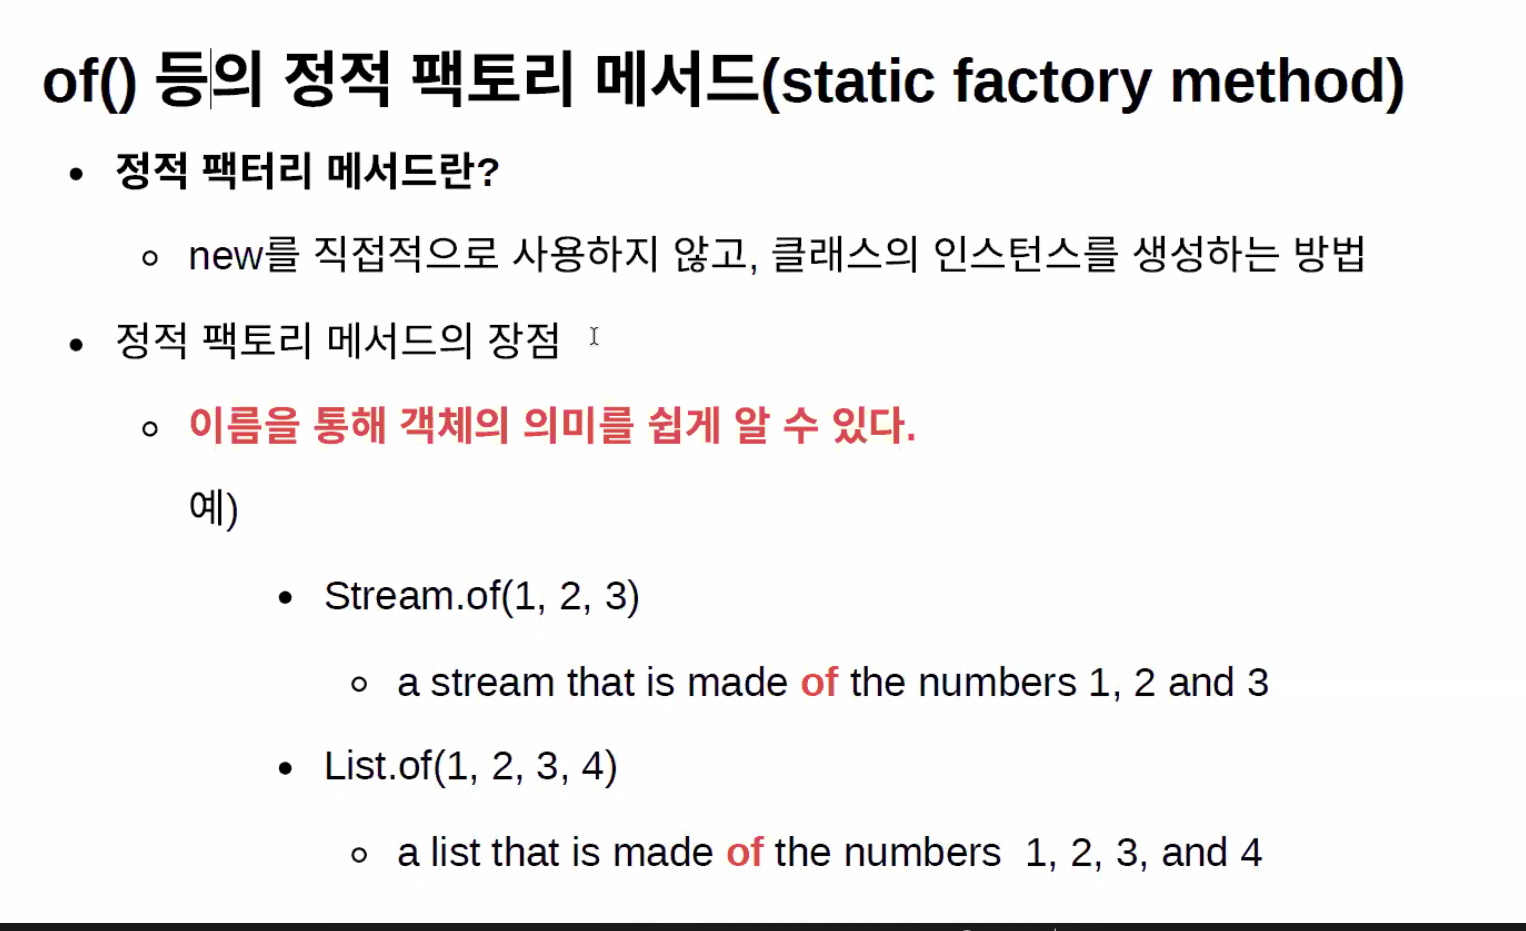 of() 등의 정적 팩토리 메서드(static factory method)
• 정적 팩터리 메서드란?
○ new를 직접적으로 사용하지 않고, 클래스의 인스턴스를 생성하는 방법
• 정적 팩토리 메서드의 장점
○ 이름을 통해 객체의 의미를 쉽게 알 수 있다.
예)
• Stream.of(1, 2, 3)
○ a stream that is made of the numbers 1, 2 and 3
• List.of(1, 2, 3, 4)
○ a list that is made of the numbers 1, 2, 3, and 4